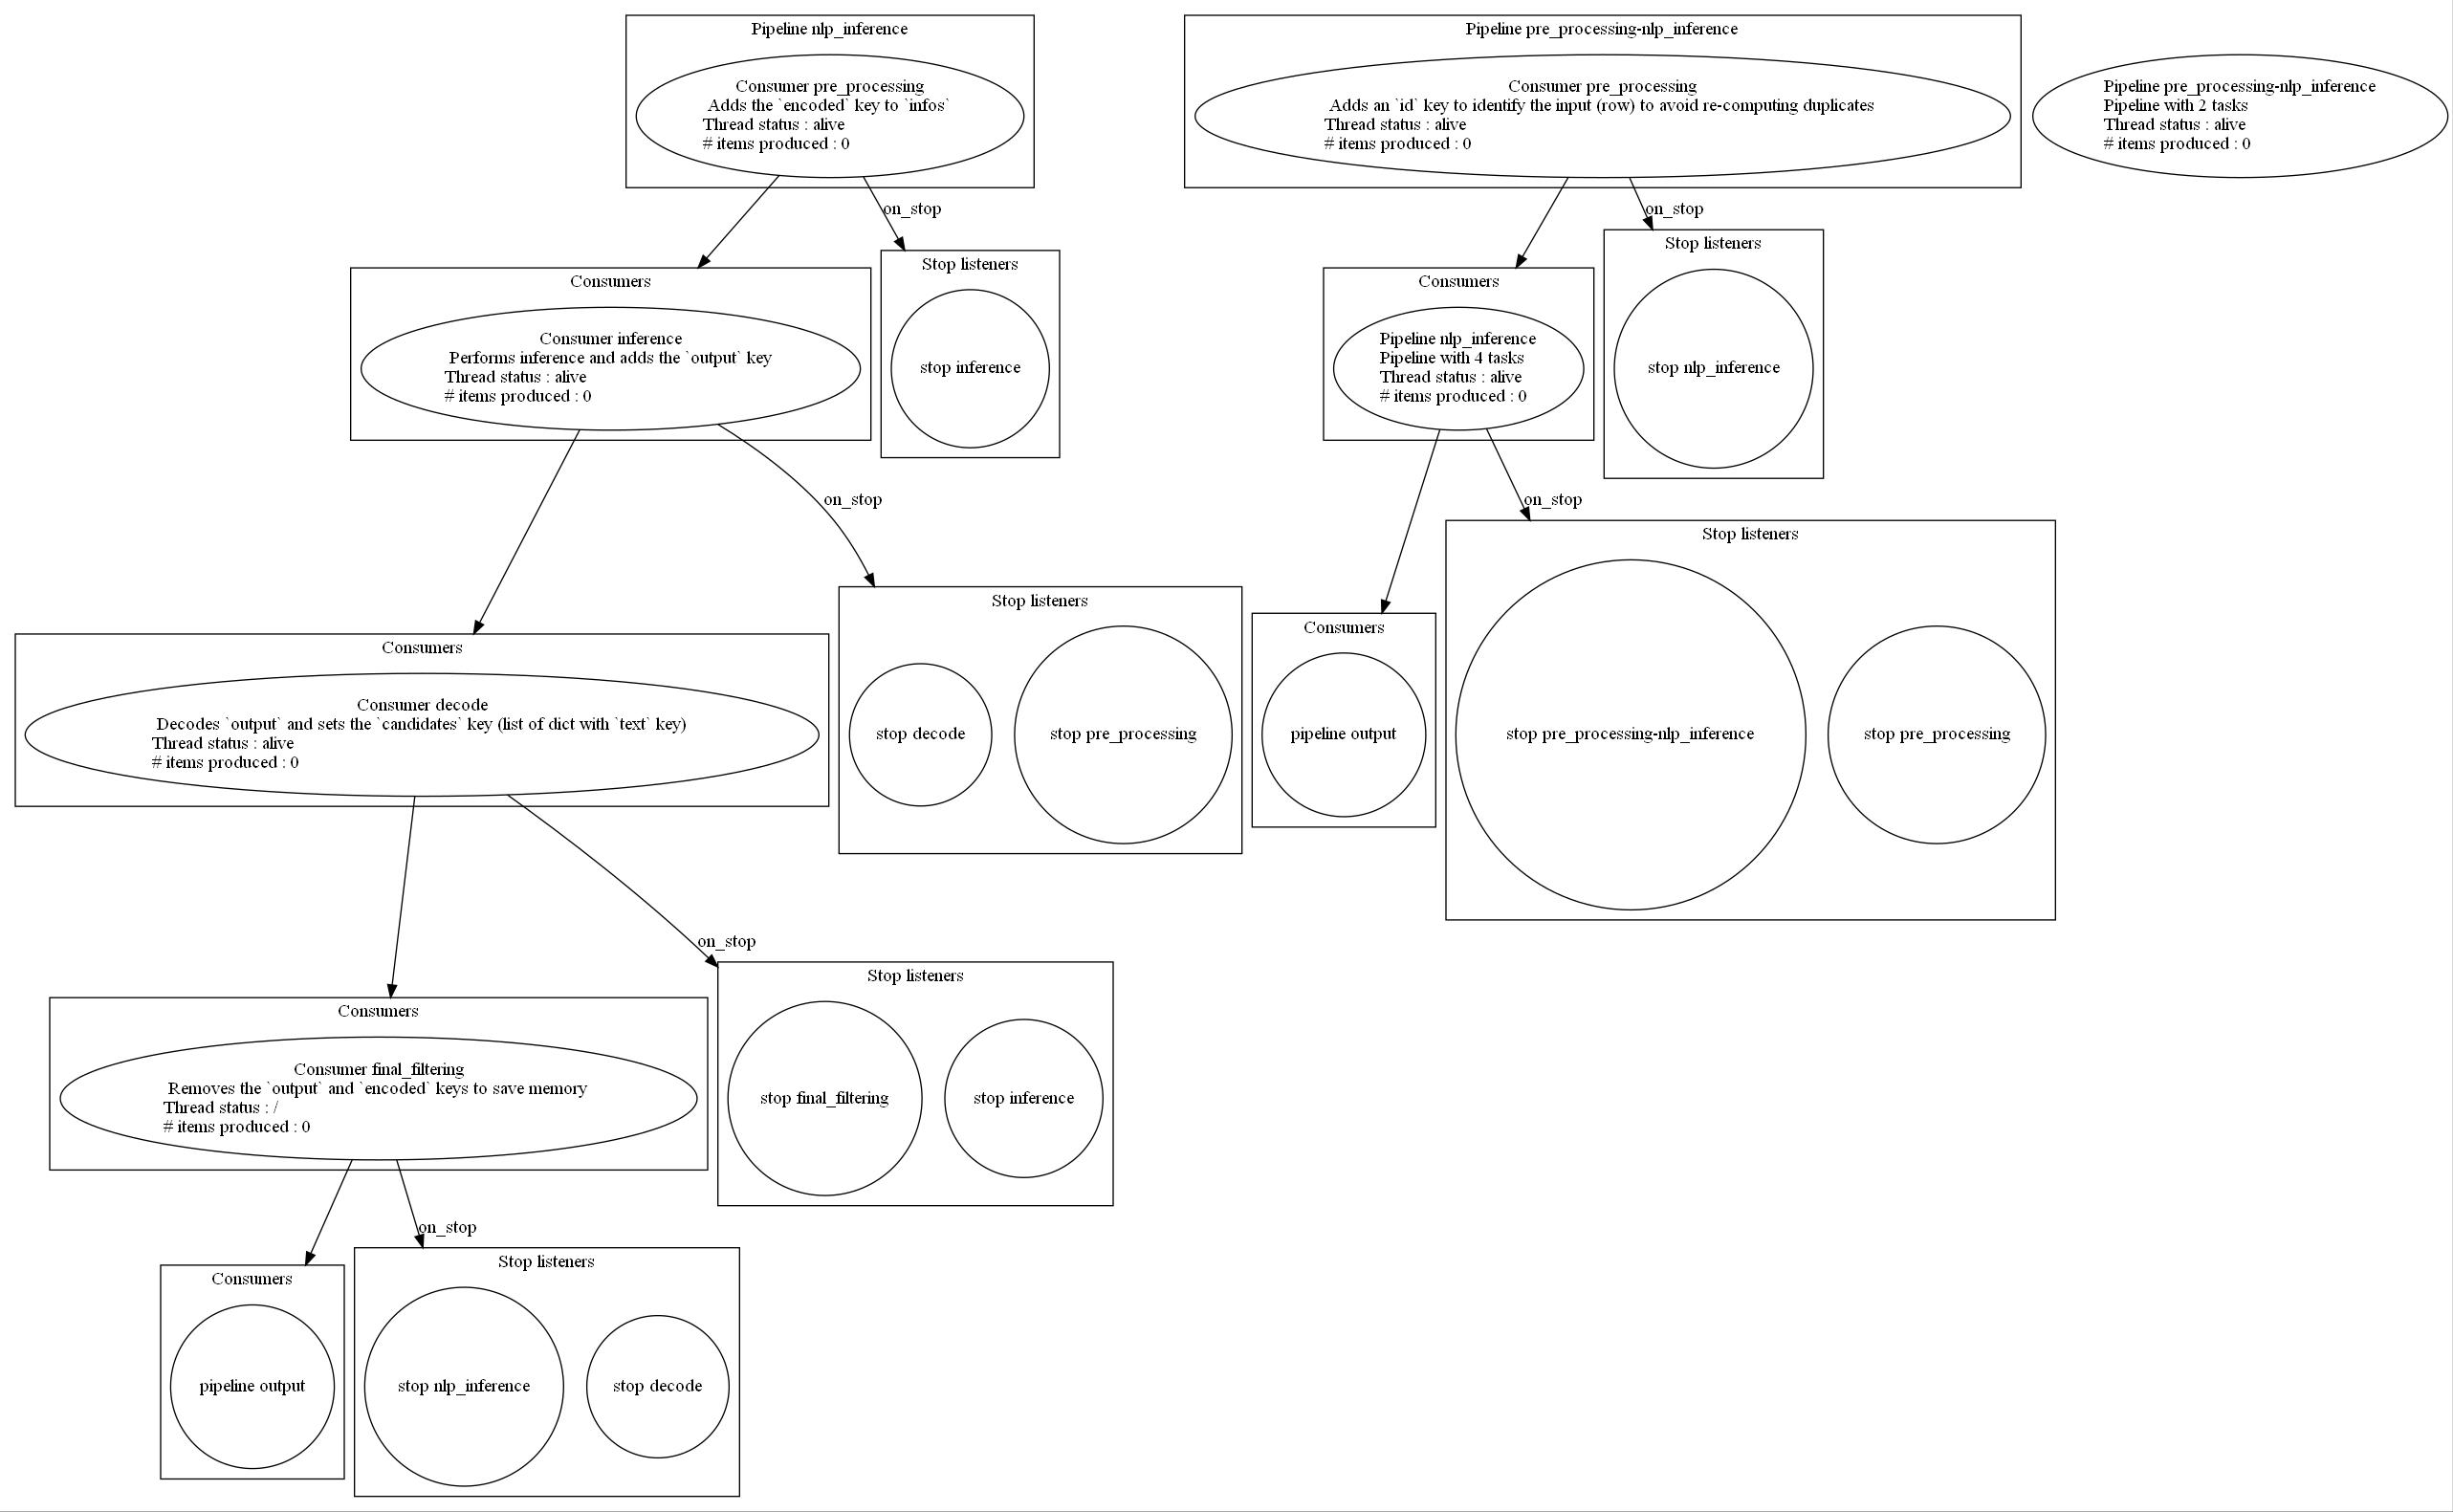 Pipeline nlp_inference
Consumer pre_processing
Adds the `encoded` key to `infos`
Thread status : alive
# items produced : 0
on_stop
Consumers
Consumer inference
Performs inference and adds the `output` key
Thread status : alive
# items produced : 0
Stop listeners
stop inference
on_stop
Consumers
Consumer decode
Decodes `output` and sets the `candidates` key (list of dict with `text` key)
Thread status : alive
# items produced : 0
Stop listeners
stop decode
stop pre_processing
on_stop
Consumers
Consumer final_filtering
Removes the `output` and `encoded` keys to save memory
Thread status : /
# items produced : 0
Stop listeners
stop final_filtering
stop inference
on_stop
Consumers
pipeline output
Stop listeners
stop nlp_inference
stop decode
Pipeline pre_processing-nlp_inference
Consumer pre_processing
Adds an `id` key to identify the input (row) to avoid re-computing duplicates
Thread status : alive
# items produced : 0
on_stop
Consumers
Pipeline nlp_inference
Pipeline with 4 tasks
Thread status : alive
# items produced : 0
Stop listeners
stop nlp_inference
on_stop
Consumers
pipeline output
Stop listeners
stop pre_processing-nlp_inference
stop pre_processing
Pipeline pre_processing-nlp_inference
Pipeline with 2 tasks
Thread status : alive
# items produced : 0